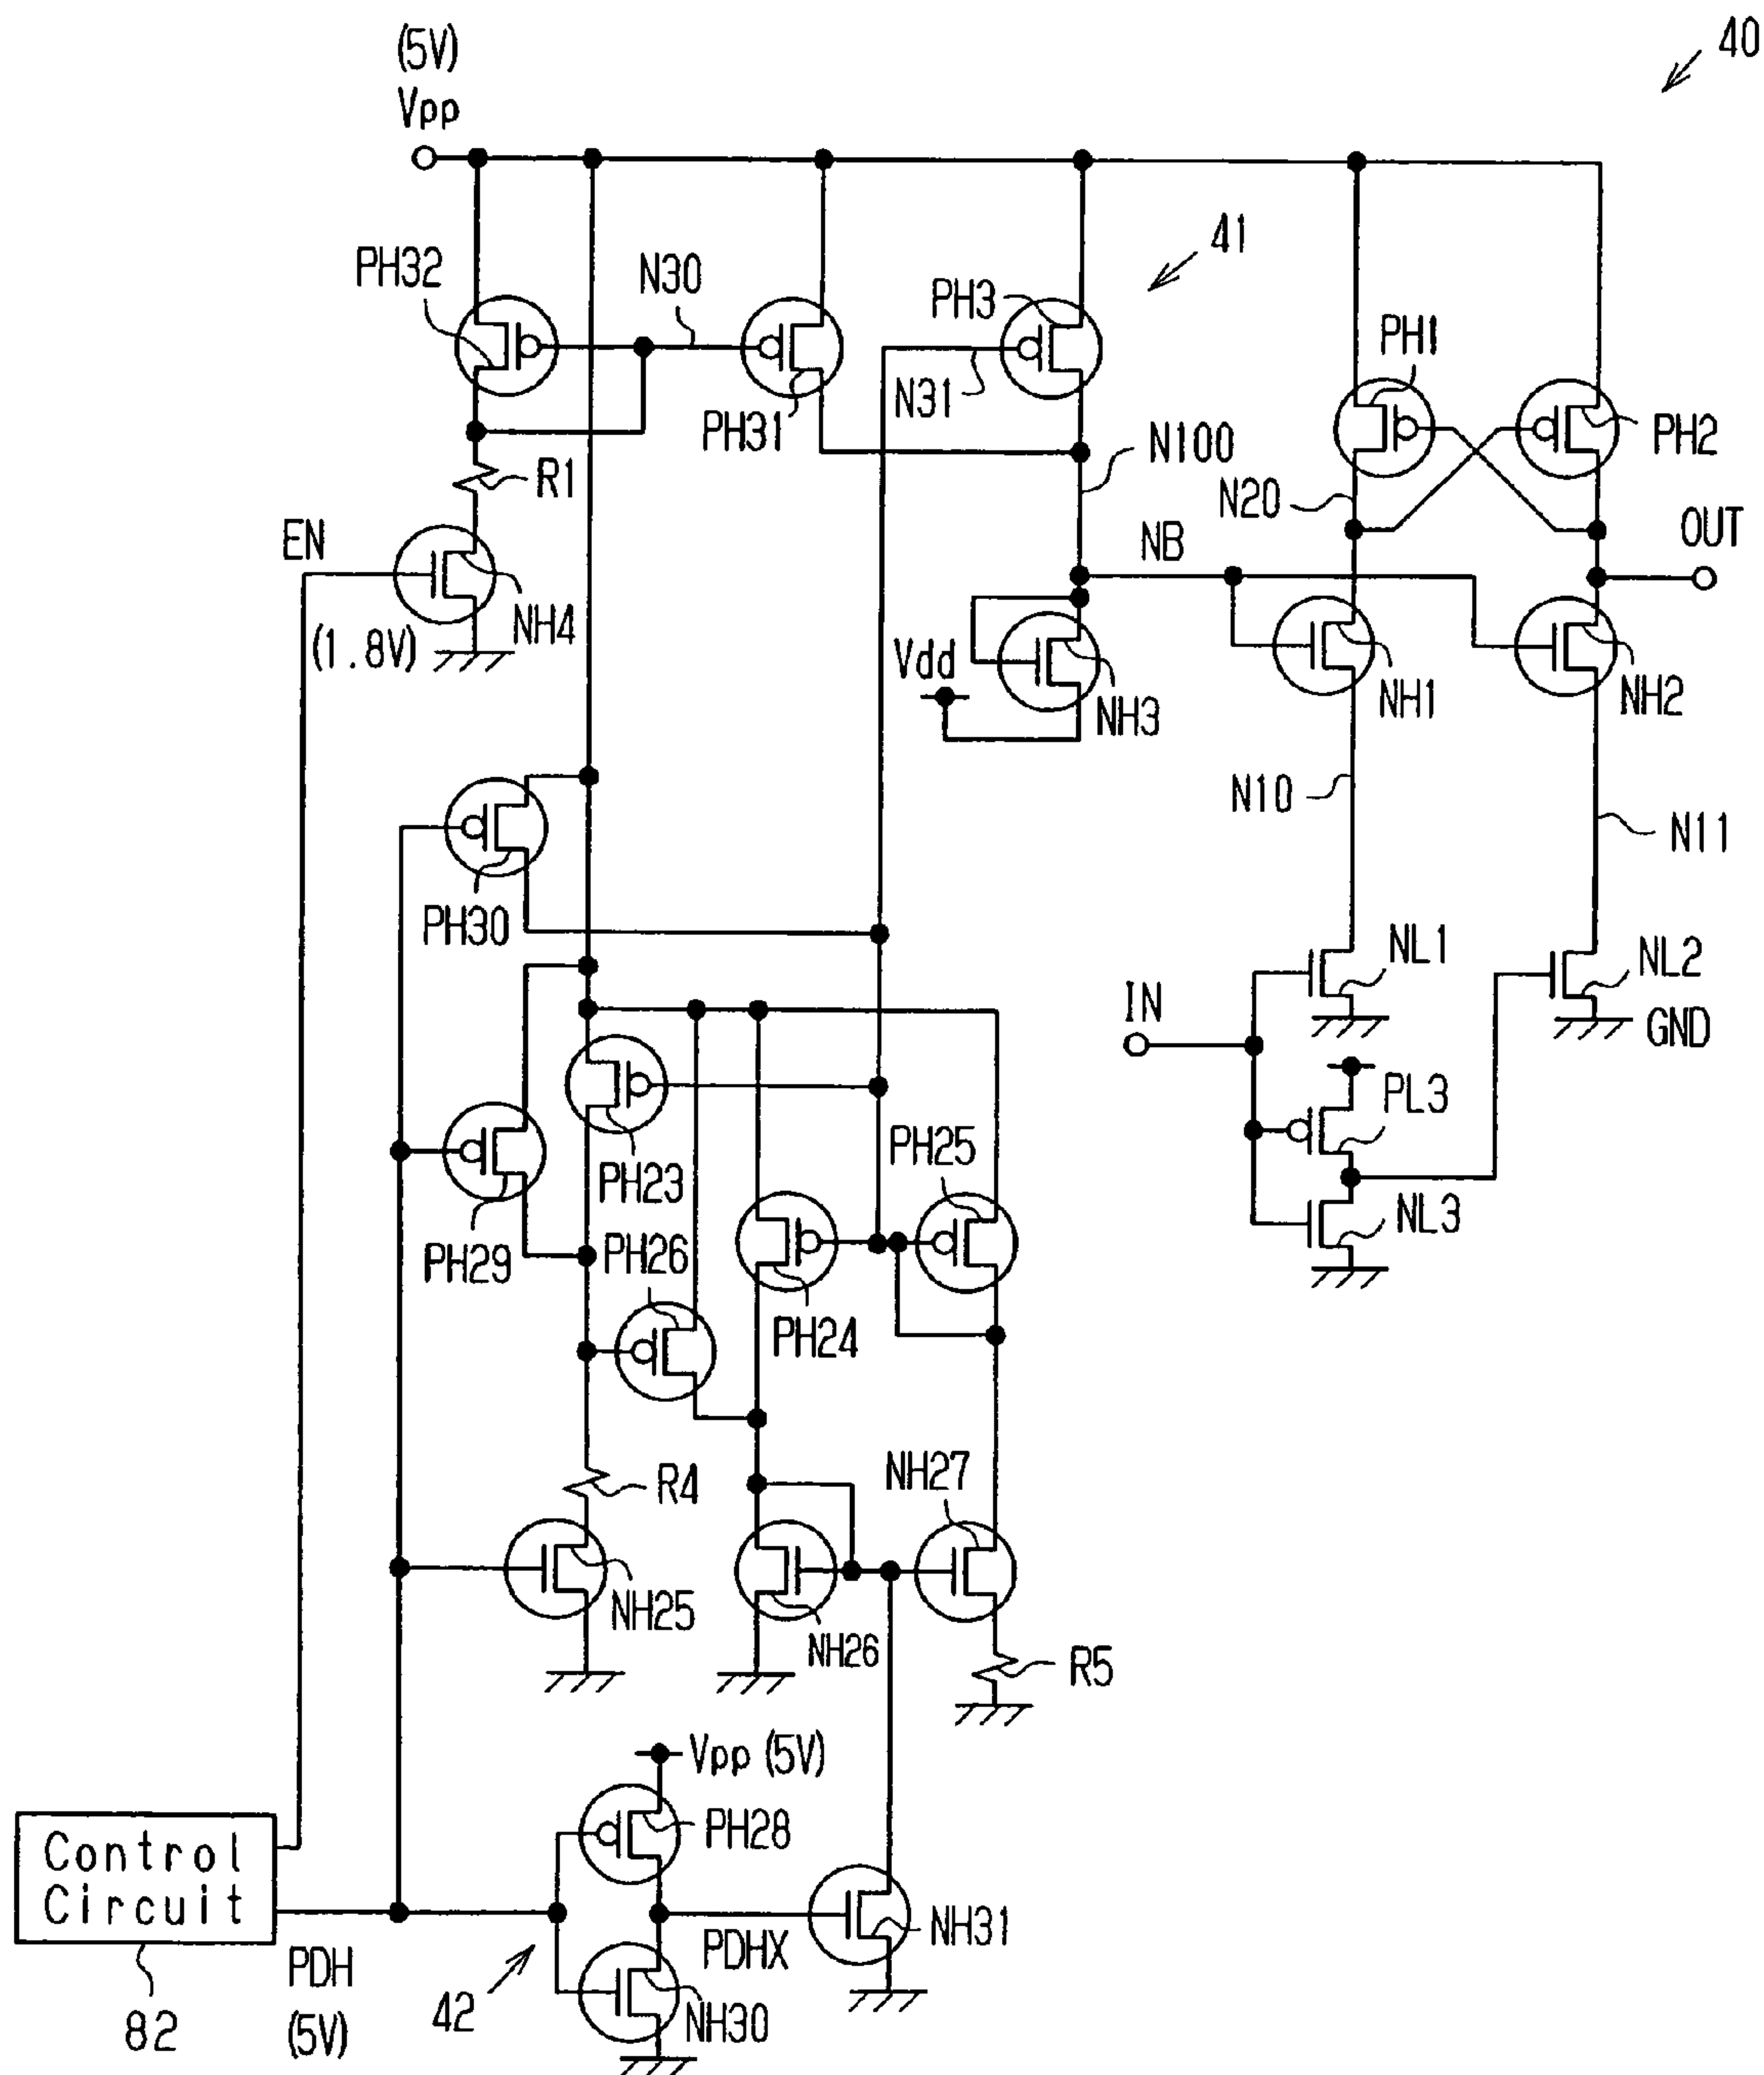 40
(5V)
Vpp
41
PH32
N30
PH3
PH1
N31
PH31
PH2
N100
R1
N20
EN
NB
OUT
NH4
(1.8V)
Vdd
NH3
NH1
NH2
N10
N11
PH30
NL1
NL2
IN
GND
PL3
PH25
PH23
NL3
PH29
PH26
PH24
R4
NH27
NH25
NH26
R5
Vpp (5V)
PH28
Control
Circuit
NH31
PDHX
PDH
42
NH30
82
(5V)